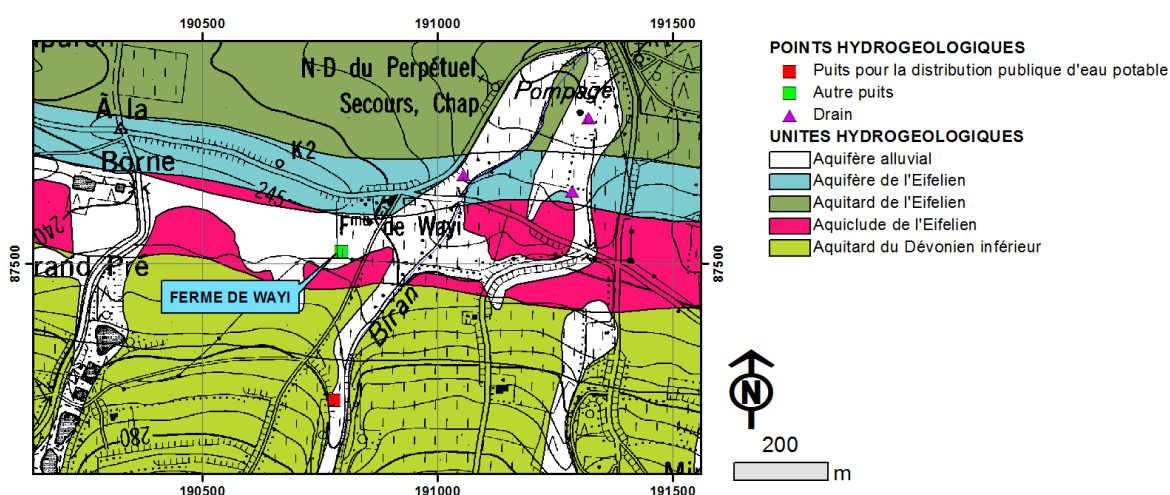 190500 191000 191500
N-D du Perpétuel
Secours, Chap
Pompage
À la
Borne
K2
245
240
Fme de Wayi
87500
87500
rand Pré
FERME DE WAYI
Biran
280
190500 191000 191500
POINTS HYDROGEOLOGIQUES
Puits pour la distribution publique d'eau potable
Autre puits
Drain
UNITES HYDROGEOLOGIQUES
Aquifère alluvial
Aquifère de l'Eifelien
Aquitard de l'Eifelien
Aquiclude de l'Eifelien
Aquitard du Dévonien inférieur
N
200
m